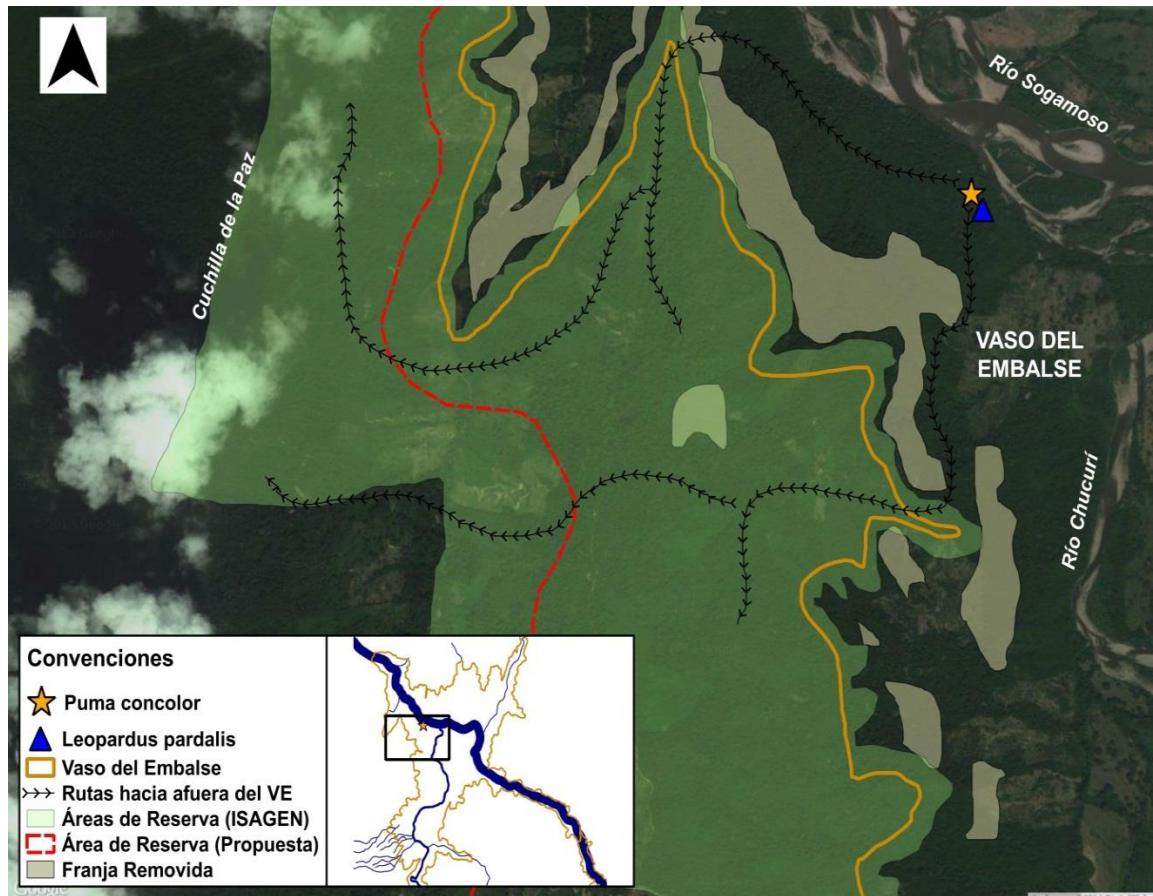 Río Sogamoso
Cuchilla de la Paz
VASO DEL
EMBALSE
Río Chucurí
Convenciones
Puma concolor
Leopardus pardalis
Vaso del Embalse
Rutas hacia afuera del VE
Áreas de Reserva (ISAGEN)
Área de Reserva (Propuesta)
Franja Removida
Google